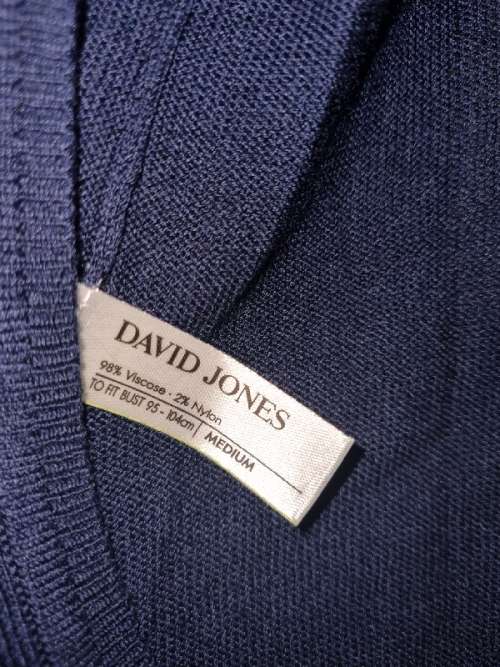 DAVID JONES
98% Viscose · 2% Nylon
TO FIT BUST 95 - 104cm | MEDIUM